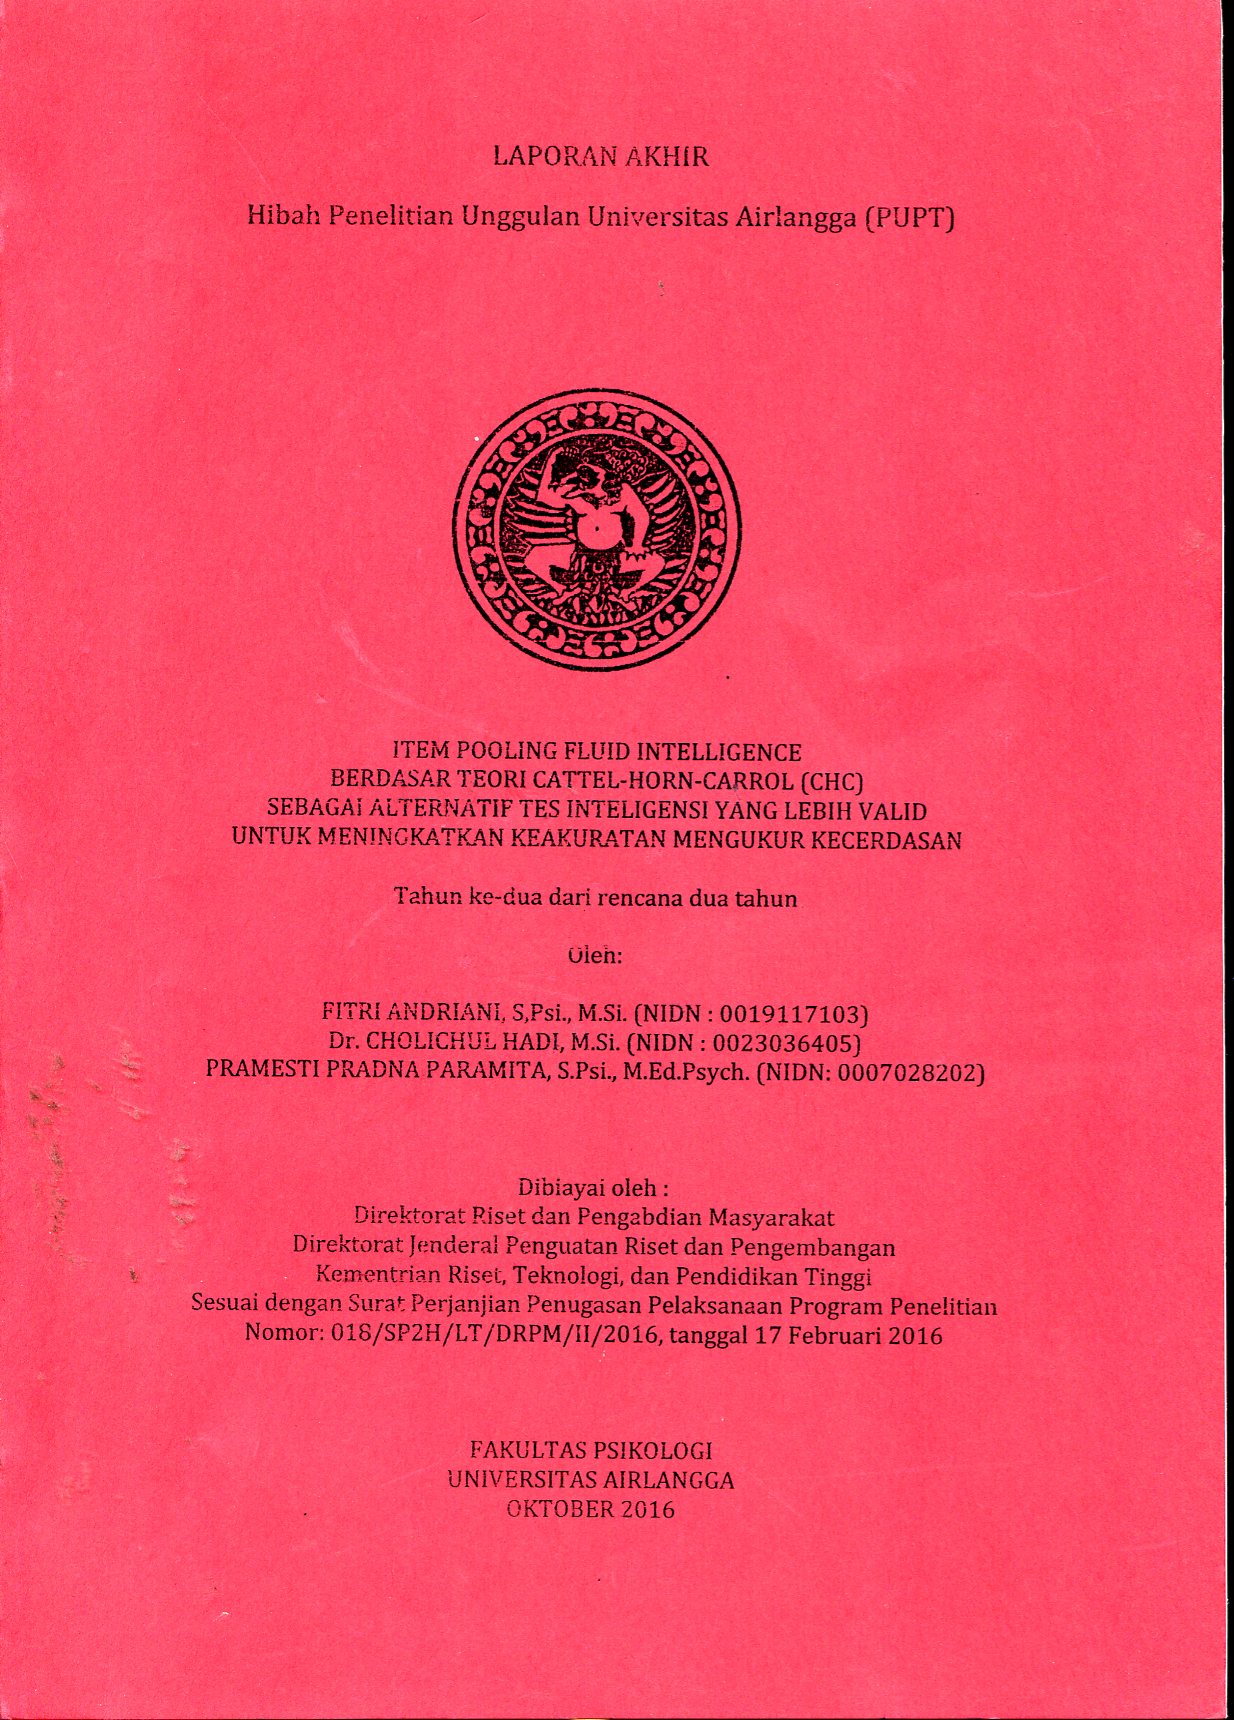 LAPORAN AKHIR
Hibah Penelitian Unggulan Universitas Airlangga (PUPT)
ITEM POOLING FLUID INTELLIGENCE
BERDASAR TEORI CATTEL-HORN-CARROL (CHC)
SEBAGAI ALTERNATIF TES INTELIGENSI YANG LEBIH VALID
UNTUK MENINGKATKAN KEAKURATAN MENGUKUR KECERDASAN
Tahun ke-dua dari rencana dua tahun
Oleh:
FITRI ANDRIANI, S,Psi., M.Si. (NIDN : 0019117103)
Dr. CHOLICHUL HADI, M.Si. (NIDN : 0023036405)
PRAMESTI PRADNA PARAMITA, S.Psi., M.Ed.Psych. (NIDN: 0007028202)
Dibiayai oleh :
Direktorat Riset dan Pengabdian Masyarakat
Direktorat Jenderal Penguatan Riset dan Pengembangan
Kementrian Riset, Teknologi, dan Pendidikan Tinggi
Sesuai dengan Surat Perjanjian Penugasan Pelaksanaan Program Penelitian
Nomor: 018/SP2H/LT/DRPM/II/2016, tanggal 17 Februari 2016
FAKULTAS PSIKOLOGI
UNIVERSITAS AIRLANGGA
OKTOBER 2016